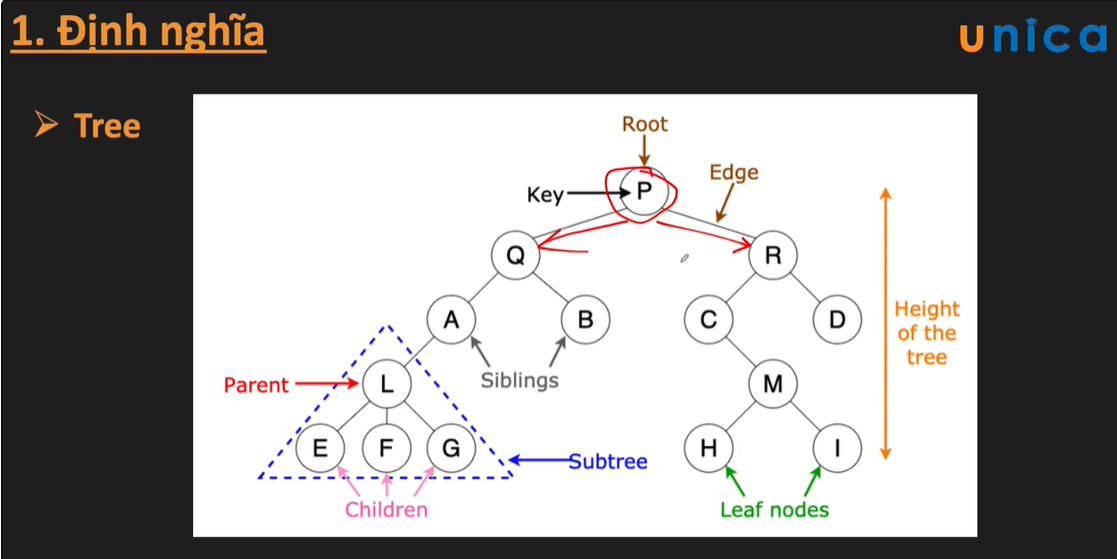 1. Định nghĩa
unica
➢ Tree
Root
Edge
Key
P
Q
R
A
B
C
D
Siblings
Height
of the
tree
Parent
L
M
E
F
G
H
I
Subtree
Children
Leaf nodes